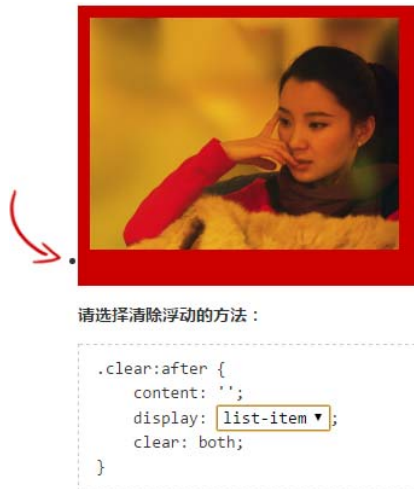 请选择清除浮动的方法：
.clear:after {
content: '';
display: list-item ▼;
clear: both;
}